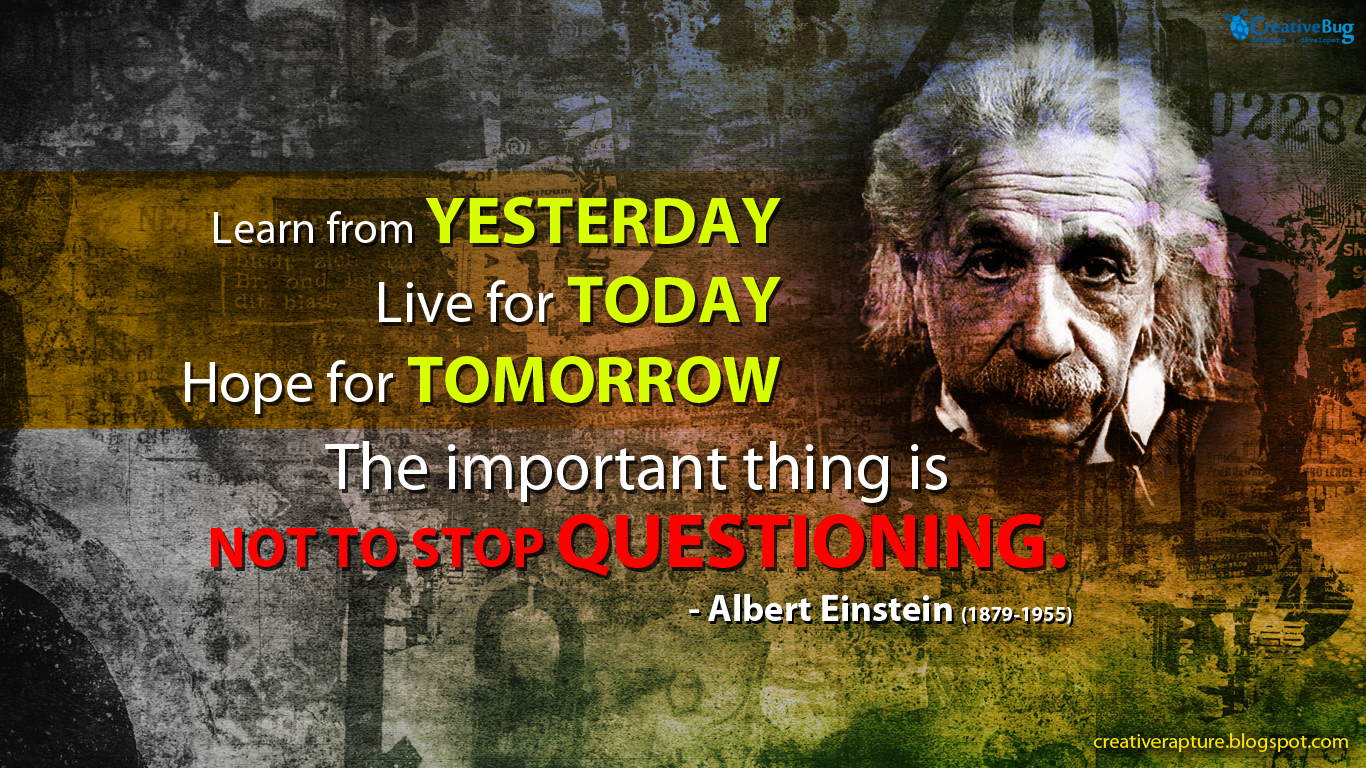 CreativeBug
02284
Learn from YESTERDAY
Live for TODAY
Hope for TOMORROW
The important thing is
NOT TO STOP QUESTIONING.
- Albert Einstein (1879-1955)
creativerapture.blogspot.com